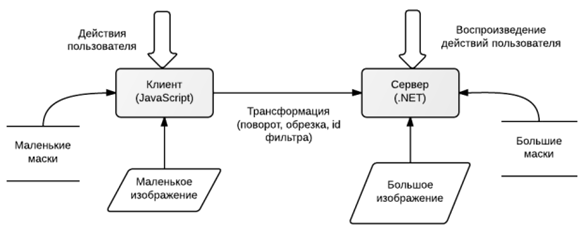 Действия
пользователя
Воспроизведение
действий пользователя
Клиент
(JavaScript)
Сервер
(.NET)
Трансформация
(поворот, обрезка, id
фильтра)
Маленькие
маски
Большие
маски
Маленькое
изображение
Большое
изображение